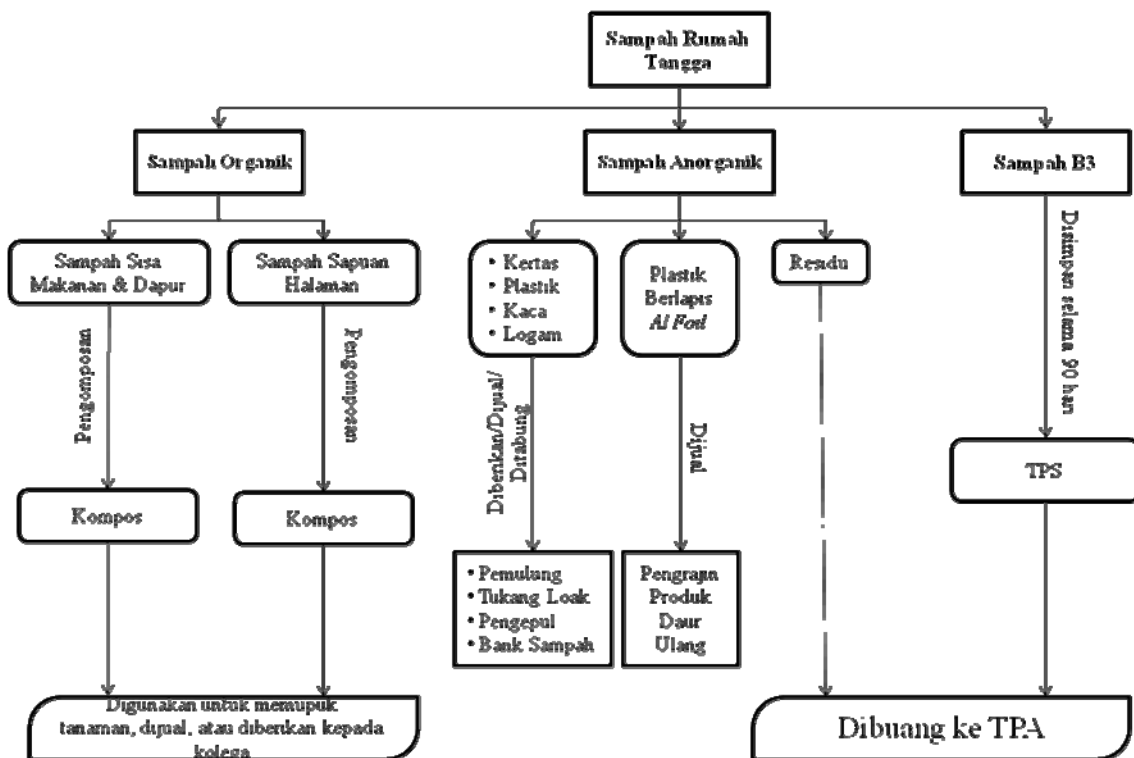 Sampah Rumah
Tangga
Sampah Organik
Sampah Anorganik
Sampah B3
Sampah Sisa
Makanan & Dapur
Sampah Sapuan
Halaman
• Kertas
• Plastik
• Kaca
• Logam
Plastik
Berlapis
Al Foil
Residu
Pengomposan
Pengomposan
Diberikan/Dijual/
Ditabung
Dijual
Disimpan selama 90 hari
TPS
Kompos
Kompos
• Pemulung
• Tukang Loak
• Pengepul
• Bank Sampah
Pengrajin
Produk
Daur
Ulang
Digunakan untuk memupuk
tanaman, dijual, atau diberikan kepada
kolega
Dibuang ke TPA